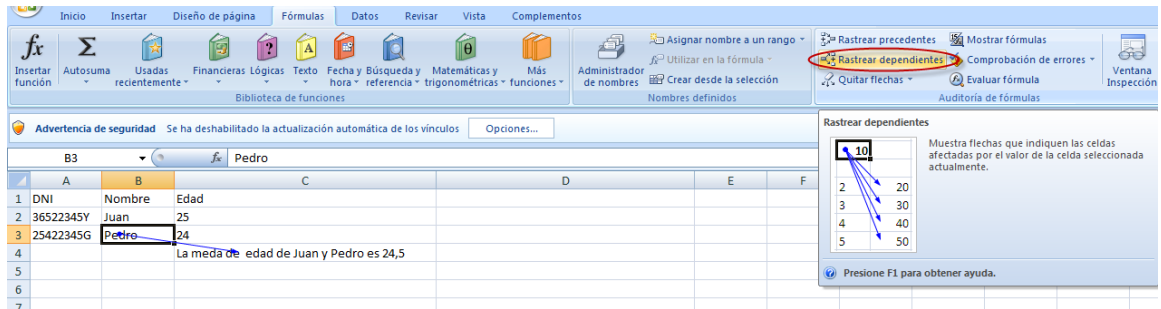 Inicio Insertar Diseño de página Fórmulas Datos Revisar Vista Complementos
fx Σ ? A θ
Insertar función Autosuma Usadas recientemente Financieras Lógicas Texto Fecha y hora Búsqueda y referencia Matemáticas y trigonométricas Más funciones
Biblioteca de funciones
Administrador de nombres
Asignar nombre a un rango
Utilizar en la fórmula
Crear desde la selección
Nombres definidos
Rastrear precedentes
Rastrear dependientes
Quitar flechas
Mostrar fórmulas
Comprobación de errores
Evaluar fórmula
Auditoría de fórmulas
Ventana Inspección
Advertencia de seguridad Se ha deshabilitado la actualización automática de los vínculos Opciones...
B3 fx Pedro
A B C D E F
1 DNI Nombre Edad
2 36522345Y Juan 25
3 25422345G Pedro 24
4 La meda de edad de Juan y Pedro es 24,5
5
6
7
Rastrear dependientes
10
2 20
3 30
4 40
5 50
Muestra flechas que indiquen las celdas
afectadas por el valor de la celda seleccionada
actualmente.
Presione F1 para obtener ayuda.